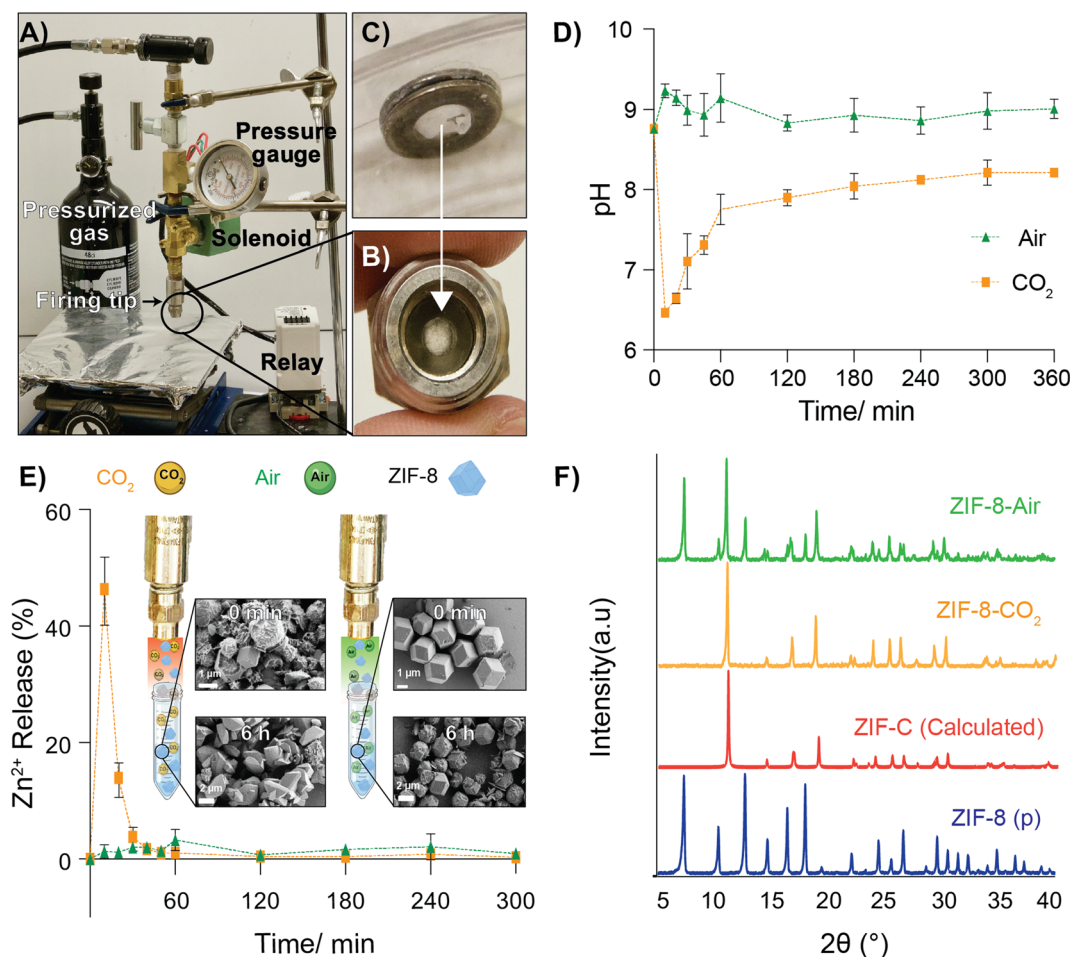 A)
Pressure
gauge
Pressurized
gas
Solenoid
Firing tip
Relay
C)
B)
D)
10
9
8
7
6
pH
0 60 120 180 240 300 360
Time/ min
Air
CO₂
E)
CO₂
CO₂
Air
Air
ZIF-8
60
40
20
0
Zn²⁺ Release (%)
0 min
1 µm
6 h
2 µm
0 min
1 µm
6 h
2 µm
60 120 180 240 300
Time/ min
F)
Intensity(a.u)
ZIF-8-Air
ZIF-8-CO₂
ZIF-C (Calculated)
ZIF-8 (p)
5 10 15 20 25 30 35 40
2θ (°)